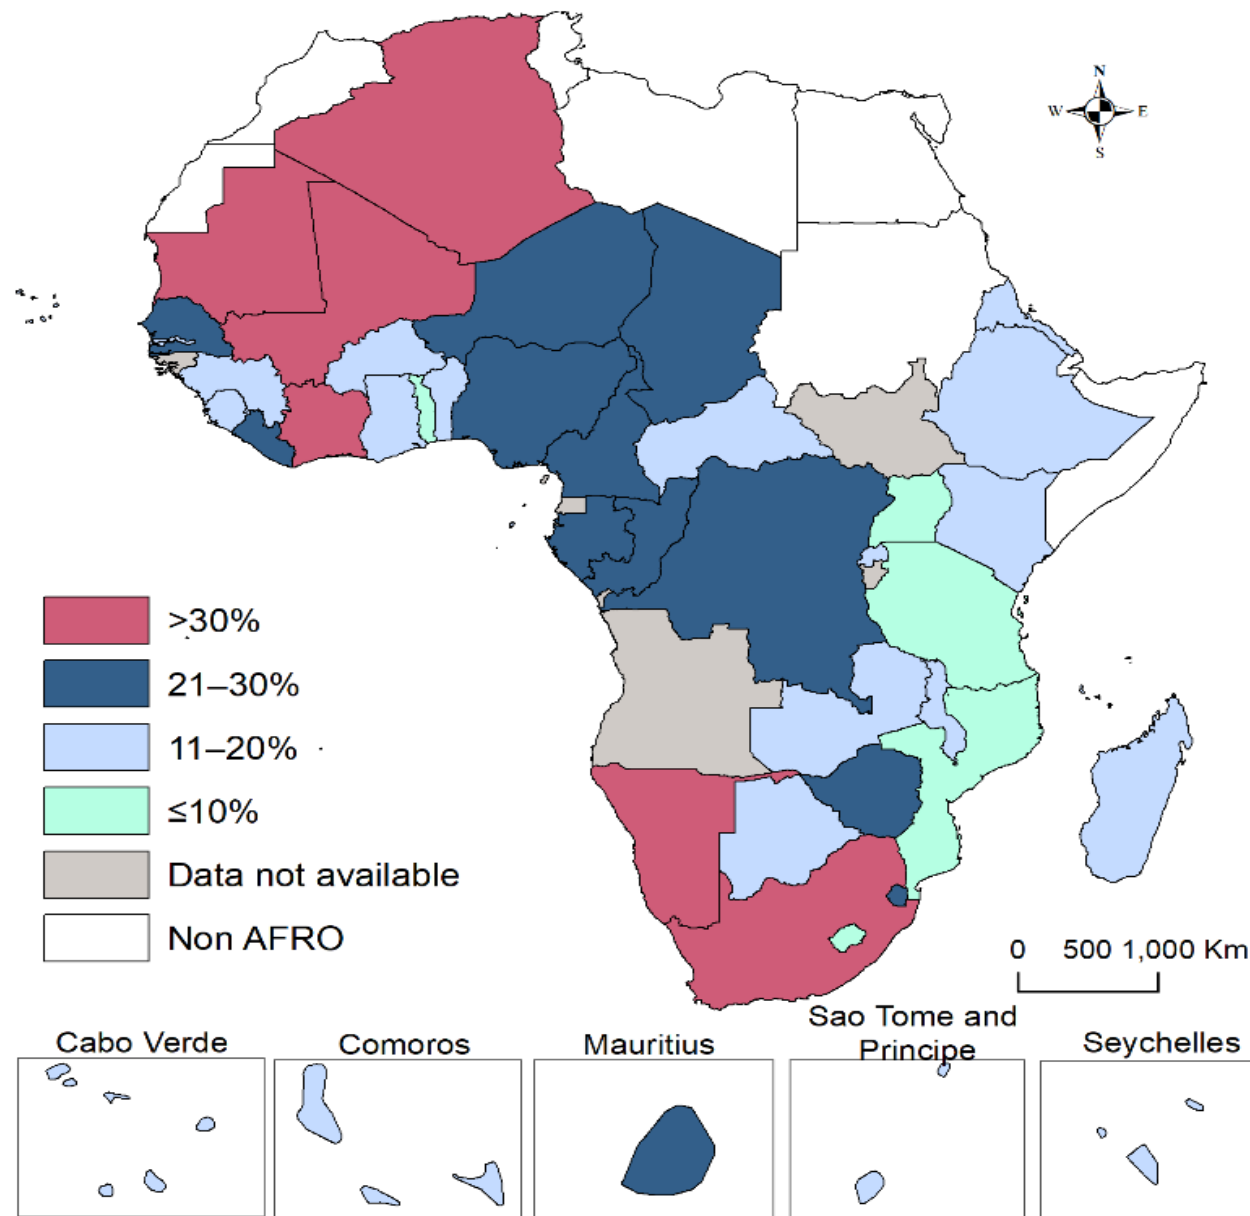 N
W E
S
>30%
21–30%
11–20%
≤10%
Data not available
Non AFRO
0 500 1,000 Km
Cabo Verde
Comoros
Mauritius
Sao Tome and
Principe
Seychelles